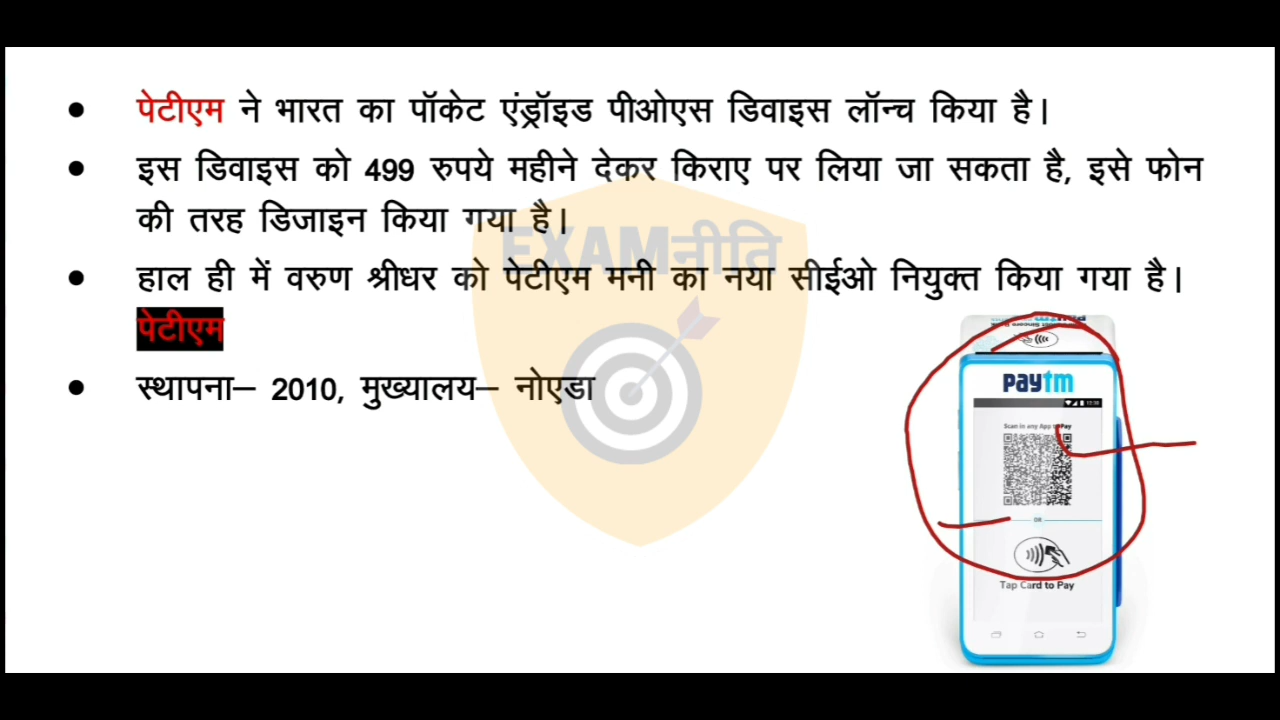 पेटीएम ने भारत का पॉकेट एंड्रॉइड पीओएस डिवाइस लॉन्च किया है।
इस डिवाइस को 499 रुपये महीने देकर किराए पर लिया जा सकता है, इसे फोन
की तरह डिजाइन किया गया है।
EXAMनीति
हाल ही में वरुण श्रीधर को पेटीएम मनी का नया सीईओ नियुक्त किया गया है।
पेटीएम
स्थापना– 2010, मुख्यालय– नोएडा
paytm
Scan in any App to Pay
OR
Tap Card to Pay